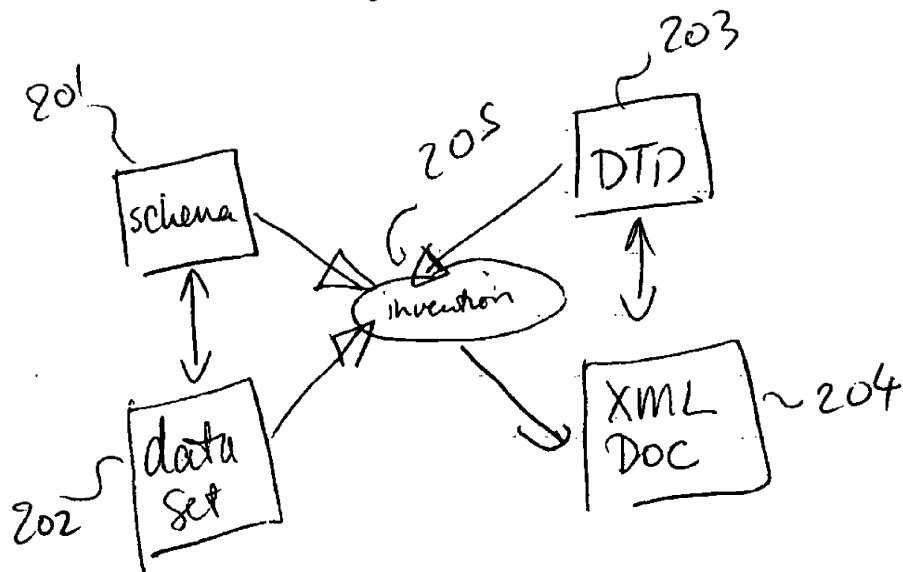 203
201
205
DTD
schema
invention
XML
DOC
204
data
set
202